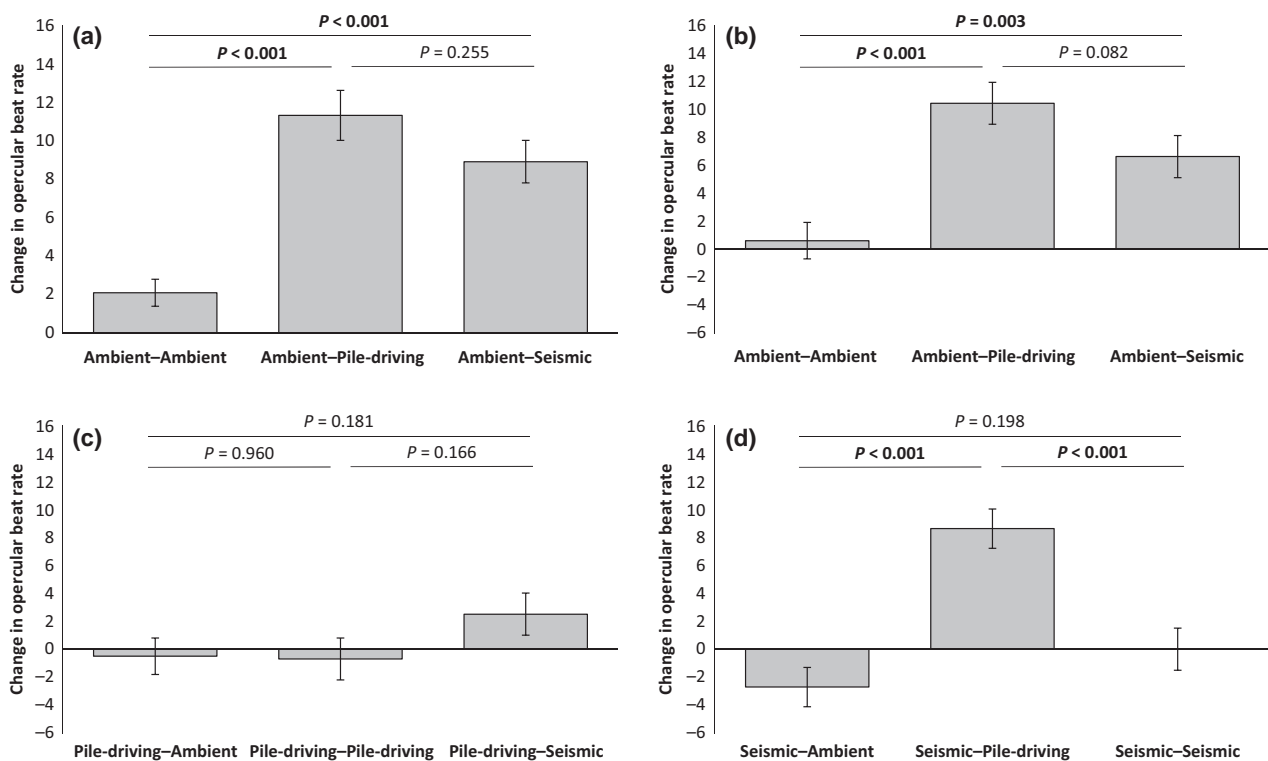 (a)
P < 0.001
P < 0.001
P = 0.255
Change in opercular beat rate
16
14
12
10
8
6
4
2
0
Ambient–Ambient Ambient–Pile-driving Ambient–Seismic
(b)
P = 0.003
P < 0.001
P = 0.082
Change in opercular beat rate
16
14
12
10
8
6
4
2
0
–2
–4
–6
Ambient–Ambient Ambient–Pile-driving Ambient–Seismic
(c)
P = 0.181
P = 0.960
P = 0.166
Change in opercular beat rate
16
14
12
10
8
6
4
2
0
–2
–4
–6
Pile-driving–Ambient Pile-driving–Pile-driving Pile-driving–Seismic
(d)
P = 0.198
P < 0.001
P < 0.001
Change in opercular beat rate
16
14
12
10
8
6
4
2
0
–2
–4
–6
Seismic–Ambient Seismic–Pile-driving Seismic–Seismic